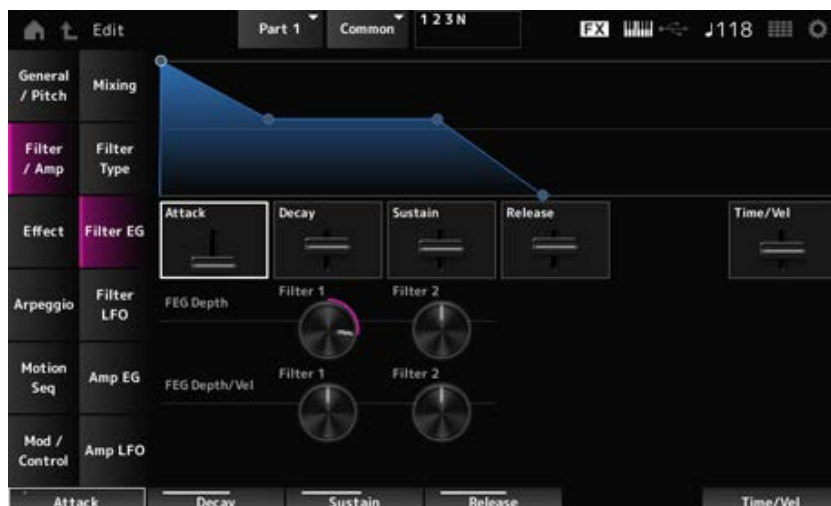 Edit
Part 1
Common
1 2 3 N
FX
♩118
General / Pitch
Mixing
Filter / Amp
Filter Type
Effect
Filter EG
Arpeggio
Filter LFO
Motion Seq
Amp EG
Mod / Control
Amp LFO
Attack
Decay
Sustain
Release
Time/Vel
FEG Depth
Filter 1
Filter 2
FEG Depth/Vel
Filter 1
Filter 2
Attack
Decay
Sustain
Release
Time/Vel